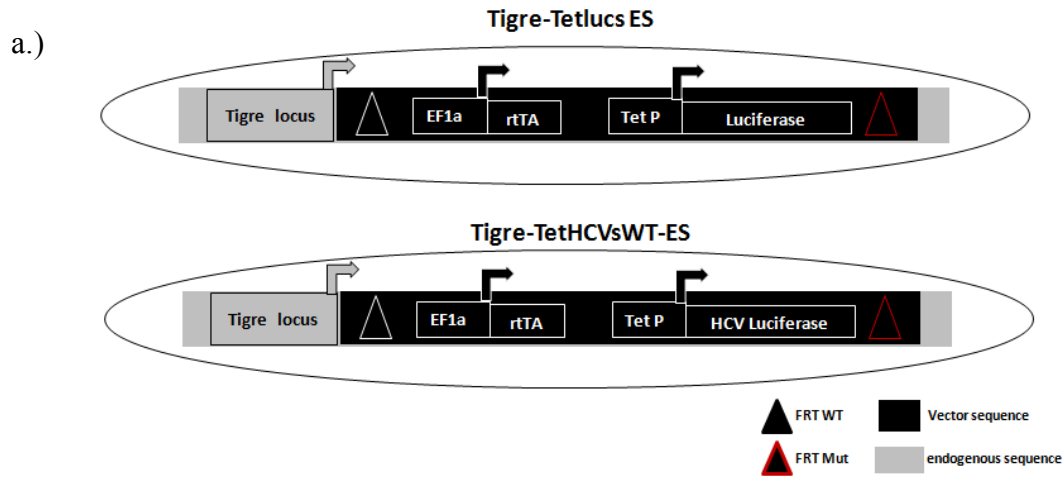 a.)
Tigre-Tetlucs ES
Tigre locus
EF1a
rtTA
Tet P
Luciferase
Tigre-TetHCVsWT-ES
Tigre locus
EF1a
rtTA
Tet P
HCV Luciferase
FRT WT
Vector sequence
FRT Mut
endogenous sequence